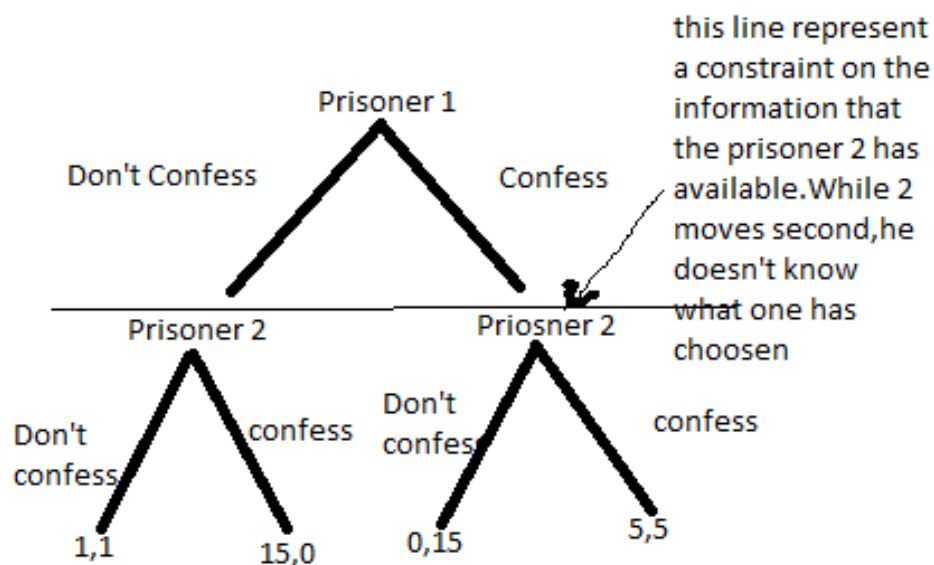 this line represent
a constraint on the
information that
the prisoner 2 has
available.While 2
moves second,he
doesn't know
what one has
choosen
Prisoner 1
Don't Confess
Confess
Prisoner 2
Priosner 2
Don't
confess
confess
Don't
confess
confess
1,1
15,0
0,15
5,5